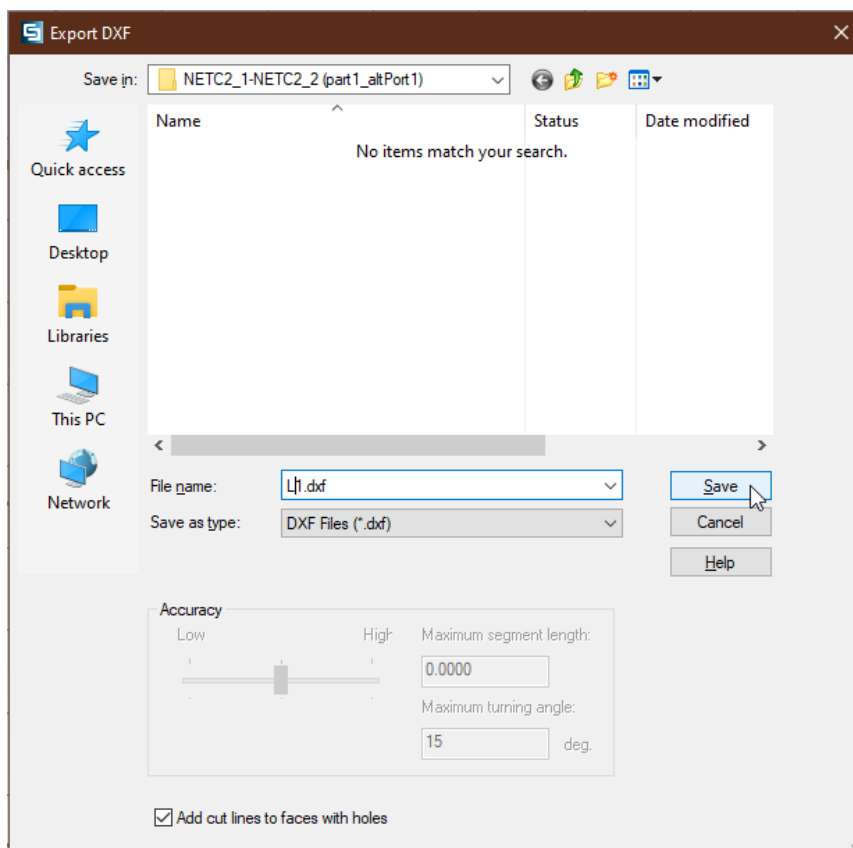 Export DXF
Save in: NETC2_1-NETC2_2 (part1_altPort1)
Name Status Date modified
No items match your search.
Quick access
Desktop
Libraries
This PC
Network
File name: L1.dxf Save
Save as type: DXF Files (*.dxf) Cancel
Help
Accuracy
Low High Maximum segment length:
0.0000
Maximum turning angle:
15 deg.
Add cut lines to faces with holes